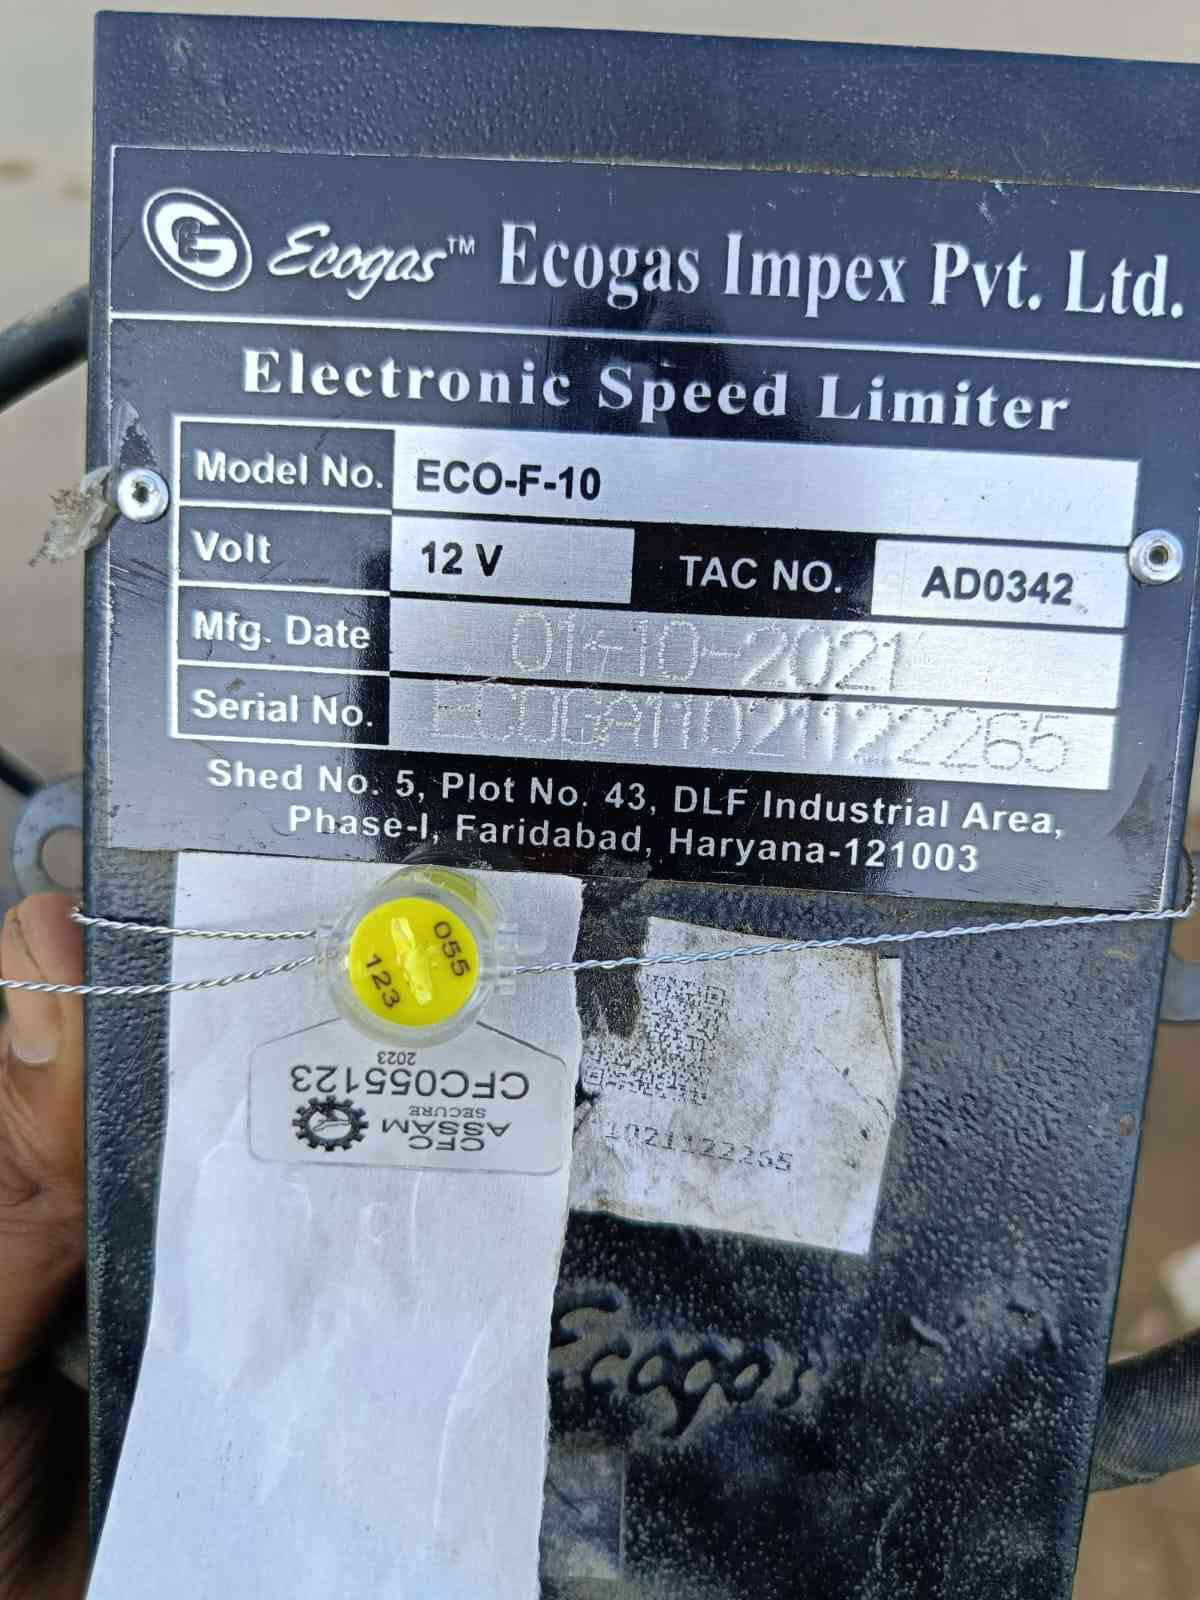 Ecogas™ Ecogas Impex Pvt. Ltd.
Electronic Speed Limiter
Model No. ECO-F-10
Volt 12 V TAC NO. AD0342
Mfg. Date 01-10-2021
Serial No. ECOGA11021122265
Shed No. 5, Plot No. 43, DLF Industrial Area,
Phase-I, Faridabad, Haryana-121003
055
123
CFC
ASSAM
SECURE
CFC055123
2023
1021122265
Ecogas